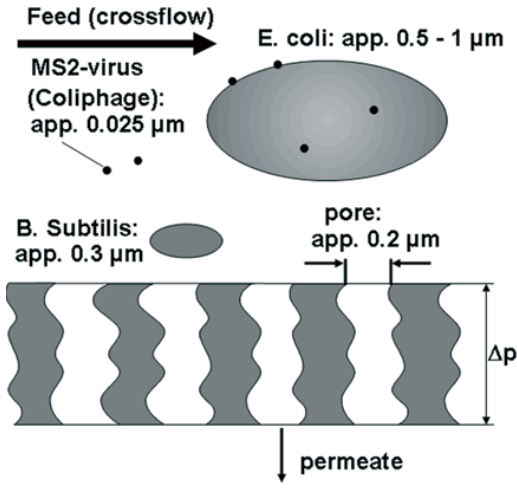 Feed (crossflow)
E. coli: app. 0.5 - 1 µm
MS2-virus
(Coliphage):
app. 0.025 µm
B. Subtilis:
app. 0.3 µm
pore:
app. 0.2 µm
Δp
permeate